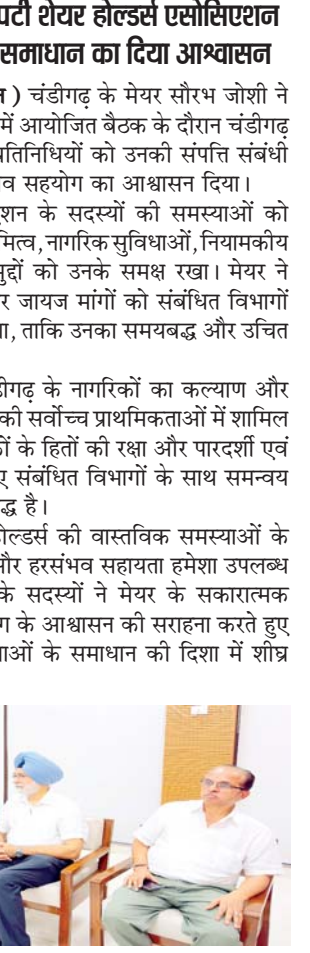 पटी शेयर होल्डर्स एसोसिएशन
समाधान का दिया आश्वासन
) चंडीगढ़ के मेयर सौरभ जोशी ने
में आयोजित बैठक के दौरान चंडीगढ़
प्रतिनिधियों को उनकी संपत्ति संबंधी
व सहयोग का आश्वासन दिया।
शन के सदस्यों की समस्याओं को
मित्व, नागरिक सुविधाओं, नियामकीय
मुद्दों को उनके समक्ष रखा। मेयर ने
र जायज मांगों को संबंधित विभागों
ा, ताकि उनका समयबद्ध और उचित
डीगढ़ के नागरिकों का कल्याण और
की सर्वोच्च प्राथमिकताओं में शामिल
ों के हितों की रक्षा और पारदर्शी एवं
ए संबंधित विभागों के साथ समन्वय
द्ध है।
होल्डर्स की वास्तविक समस्याओं के
और हरसंभव सहायता हमेशा उपलब्ध
के सदस्यों ने मेयर के सकारात्मक
ग के आश्वासन की सराहना करते हुए
ाओं के समाधान की दिशा में शीघ्र